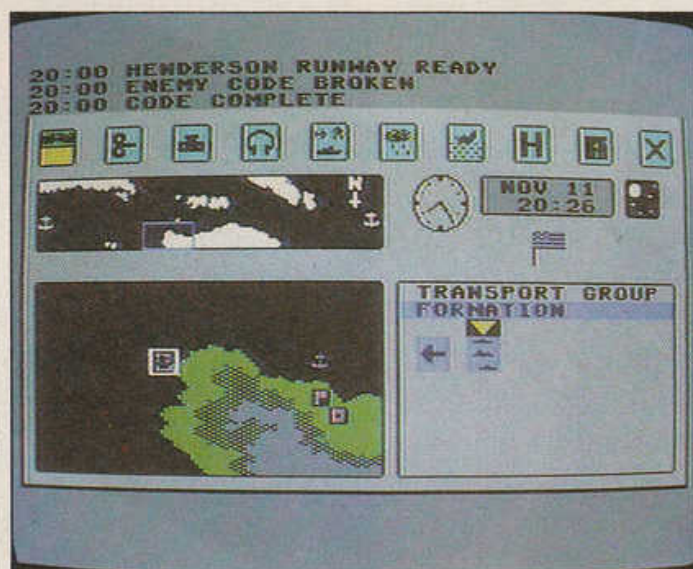 20:00 HENDERSON RUNWAY READY
20:00 ENEMY CODE BROKEN
20:00 CODE COMPLETE
H
X
N
NOV 11
20:26
TRANSPORT GROUP
FORMATION